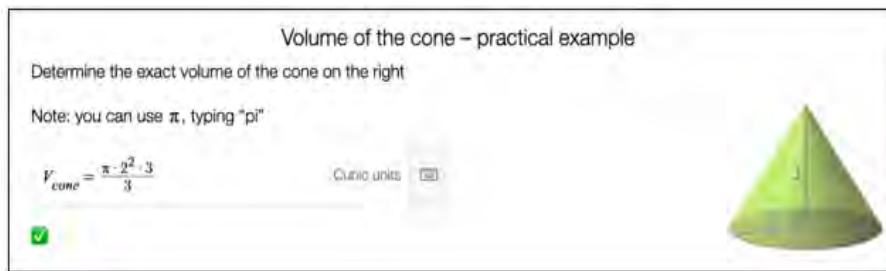 Volume of the cone – practical example
Determine the exact volume of the cone on the right
Note: you can use π, typing "pi"
V_cone = π · 2² · 3 / 3
Cubic units